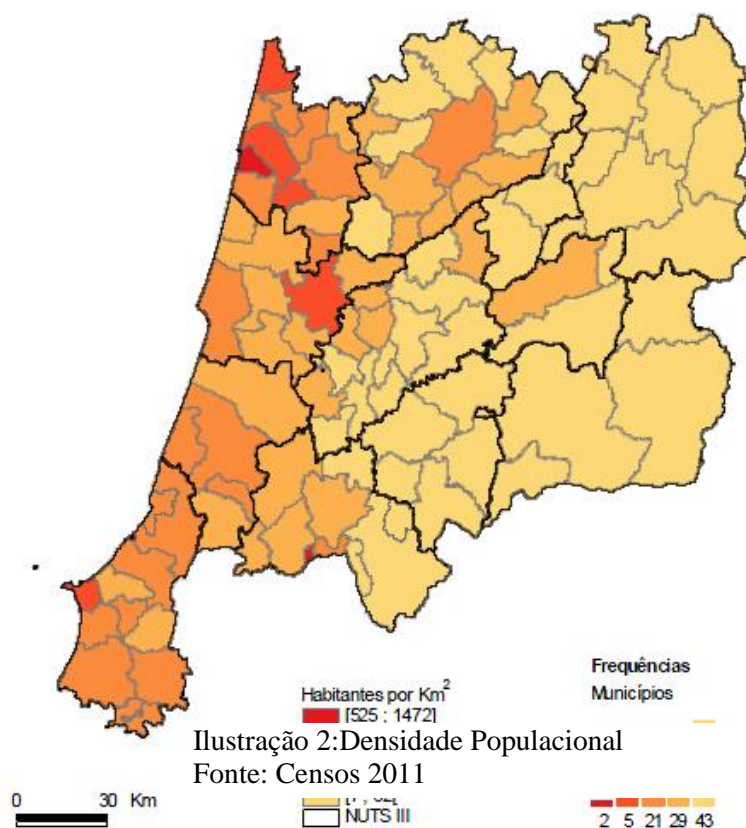 Habitantes por Km²
[525 : 1472]
Frequências
Municípios
Ilustração 2:Densidade Populacional
Fonte: Censos 2011
NUTS III
0 30 Km
2 5 21 29 43